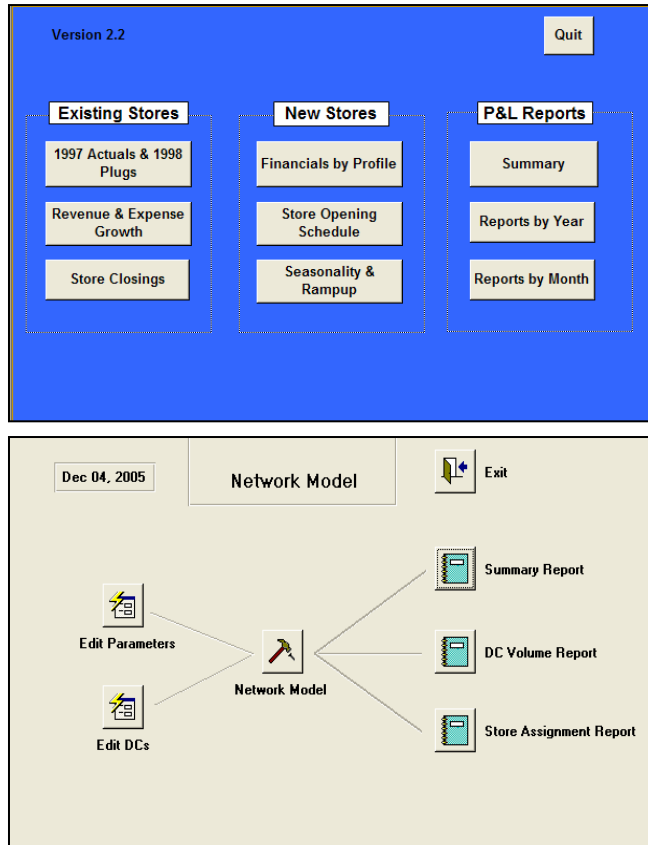 Version 2.2
Quit
Existing Stores
1997 Actuals & 1998
Plugs
Revenue & Expense
Growth
Store Closings
New Stores
Financials by Profile
Store Opening
Schedule
Seasonality &
Rampup
P&L Reports
Summary
Reports by Year
Reports by Month
Dec 04, 2005
Network Model
Exit
Edit Parameters
Edit DCs
Network Model
Summary Report
DC Volume Report
Store Assignment Report